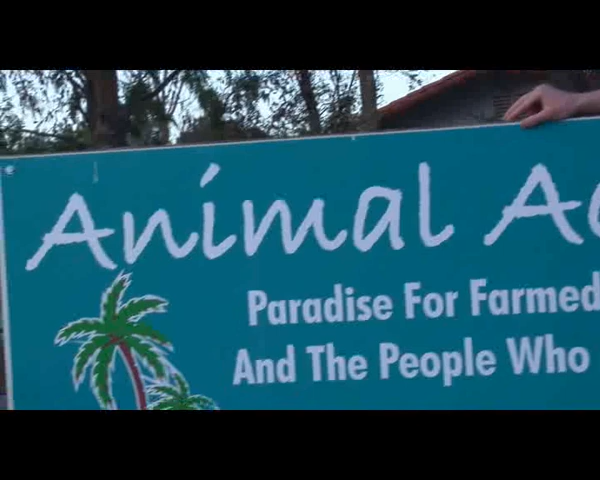 Animal
Paradise For Farmed
And The People Who